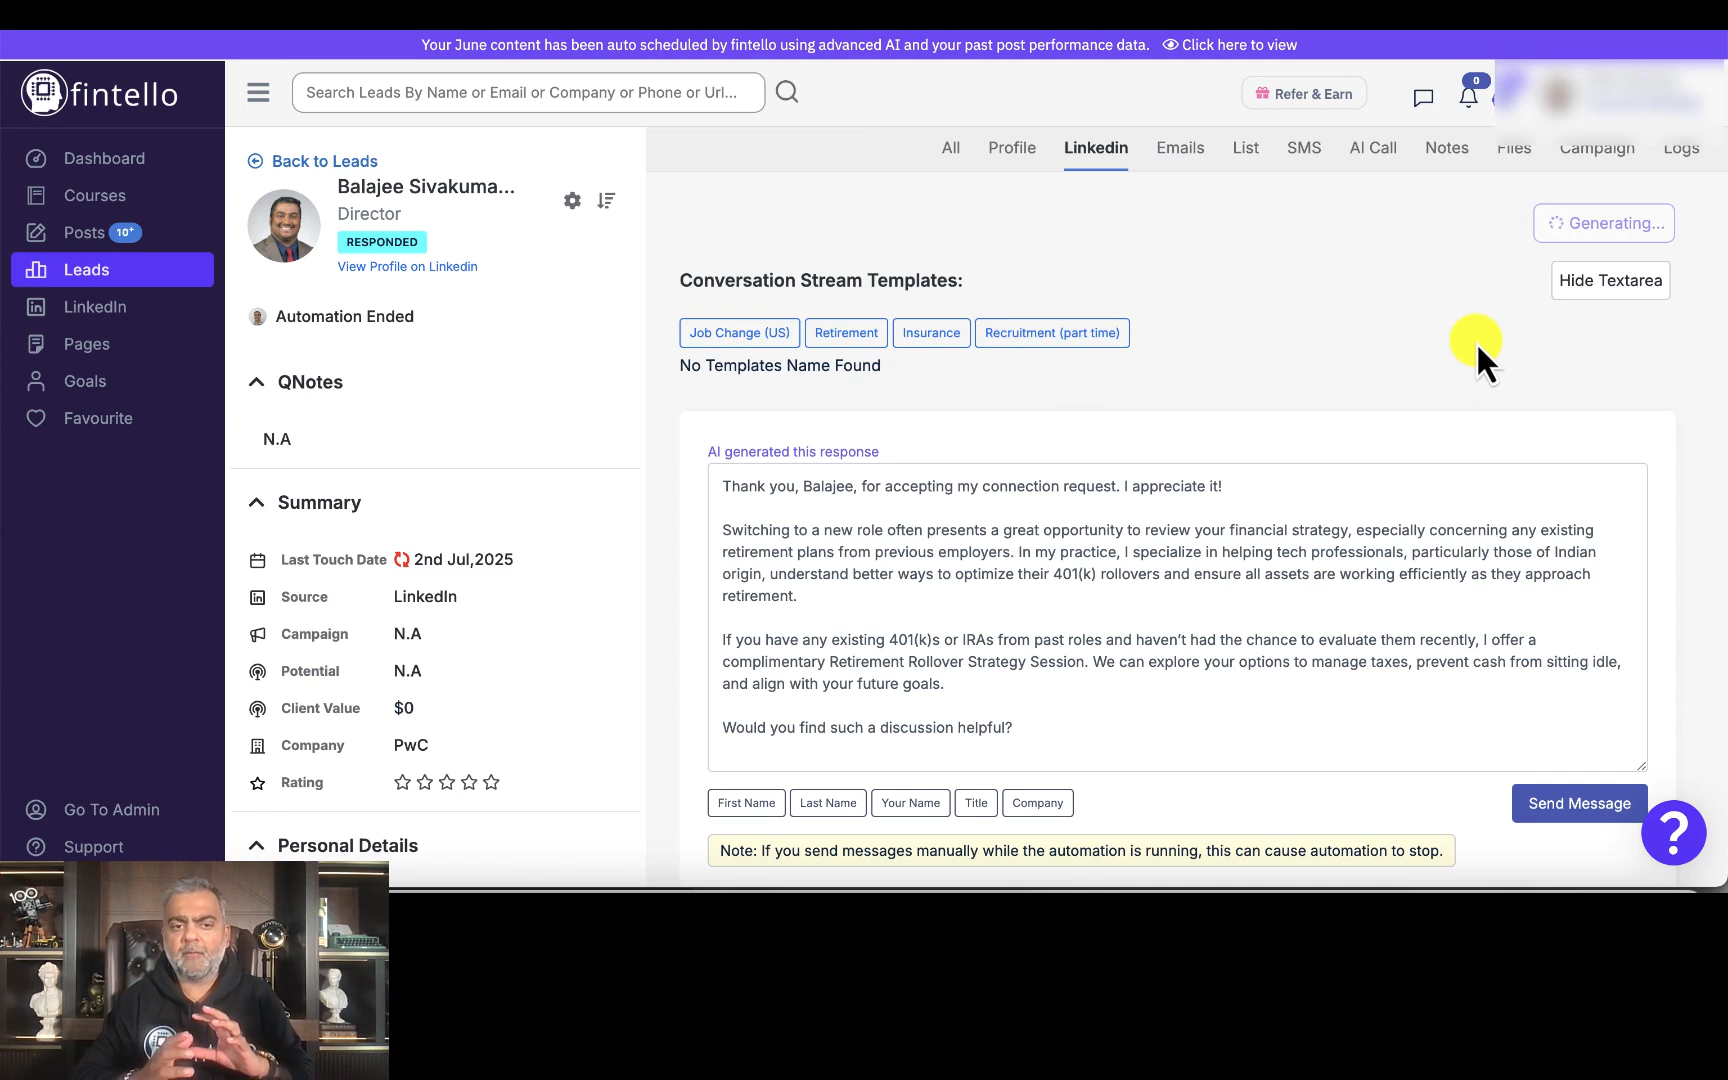 Your June content has been auto scheduled by fintello using advanced AI and your past post performance data. Click here to view
fintello
Search Leads By Name or Email or Company or Phone or Url...
Refer & Earn
0
Dashboard
Courses
Posts 10+
Leads
LinkedIn
Pages
Goals
Favourite
Go To Admin
Support
Back to Leads
Balajee Sivakuma...
Director
RESPONDED
View Profile on Linkedin
Automation Ended
QNotes
N.A
Summary
Last Touch Date 2nd Jul,2025
Source LinkedIn
Campaign N.A
Potential N.A
Client Value $0
Company PwC
Rating
Personal Details
All Profile Linkedin Emails List SMS AI Call Notes Files Campaign Logs
Generating...
Conversation Stream Templates:
Hide Textarea
Job Change (US) Retirement Insurance Recruitment (part time)
No Templates Name Found
AI generated this response
Thank you, Balajee, for accepting my connection request. I appreciate it!
Switching to a new role often presents a great opportunity to review your financial strategy, especially concerning any existing
retirement plans from previous employers. In my practice, I specialize in helping tech professionals, particularly those of Indian
origin, understand better ways to optimize their 401(k) rollovers and ensure all assets are working efficiently as they approach
retirement.
If you have any existing 401(k)s or IRAs from past roles and haven't had the chance to evaluate them recently, I offer a
complimentary Retirement Rollover Strategy Session. We can explore your options to manage taxes, prevent cash from sitting idle,
and align with your future goals.
Would you find such a discussion helpful?
First Name Last Name Your Name Title Company
Send Message
?
Note: If you send messages manually while the automation is running, this can cause automation to stop.
100